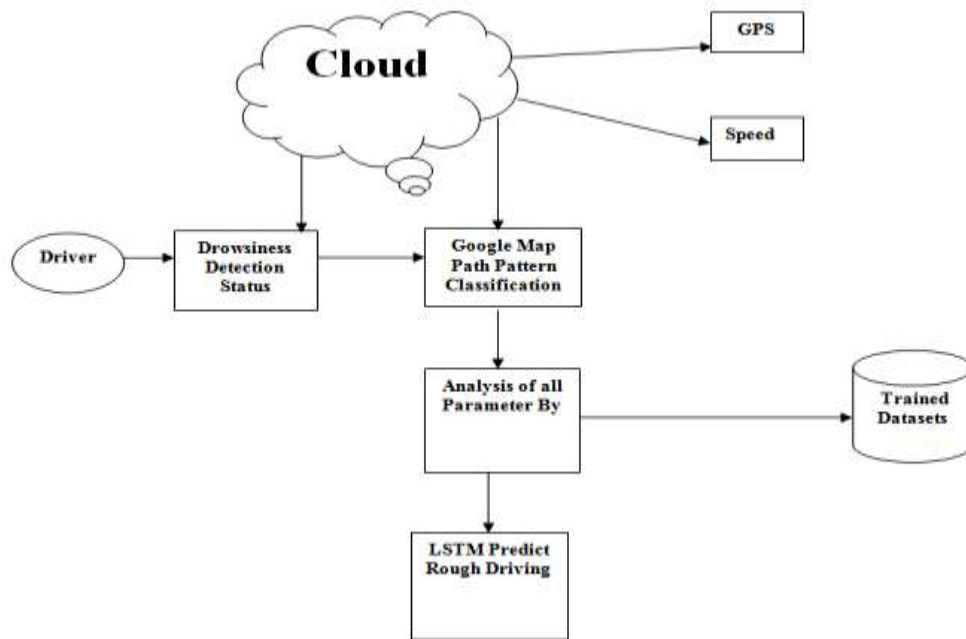 GPS
Cloud
Speed
Driver
Drowsiness
Detection
Status
Google Map
Path Pattern
Classification
Analysis of all
Parameter By
Trained
Datasets
LSTM Predict
Rough Driving